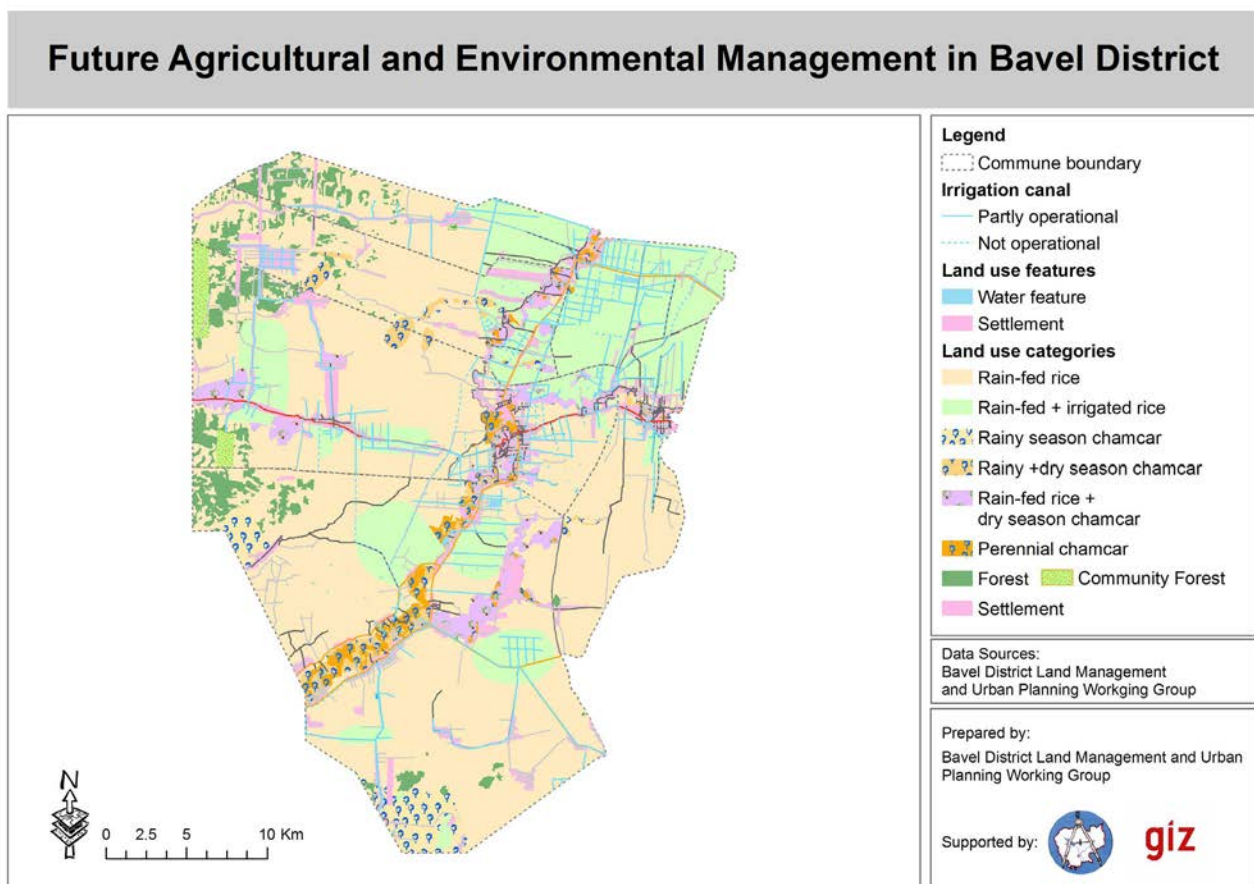 Future Agricultural and Environmental Management in Bavel District
Legend
Commune boundary
Irrigation canal
Partly operational
Not operational
Land use features
Water feature
Settlement
Land use categories
Rain-fed rice
Rain-fed + irrigated rice
Rainy season chamcar
Rainy +dry season chamcar
Rain-fed rice +
dry season chamcar
Perennial chamcar
Forest Community Forest
Settlement
Data Sources:
Bavel District Land Management
and Urban Planning Workging Group
Prepared by:
Bavel District Land Management and Urban
Planning Working Group
Supported by:
giz
N
0 2.5 5 10 Km